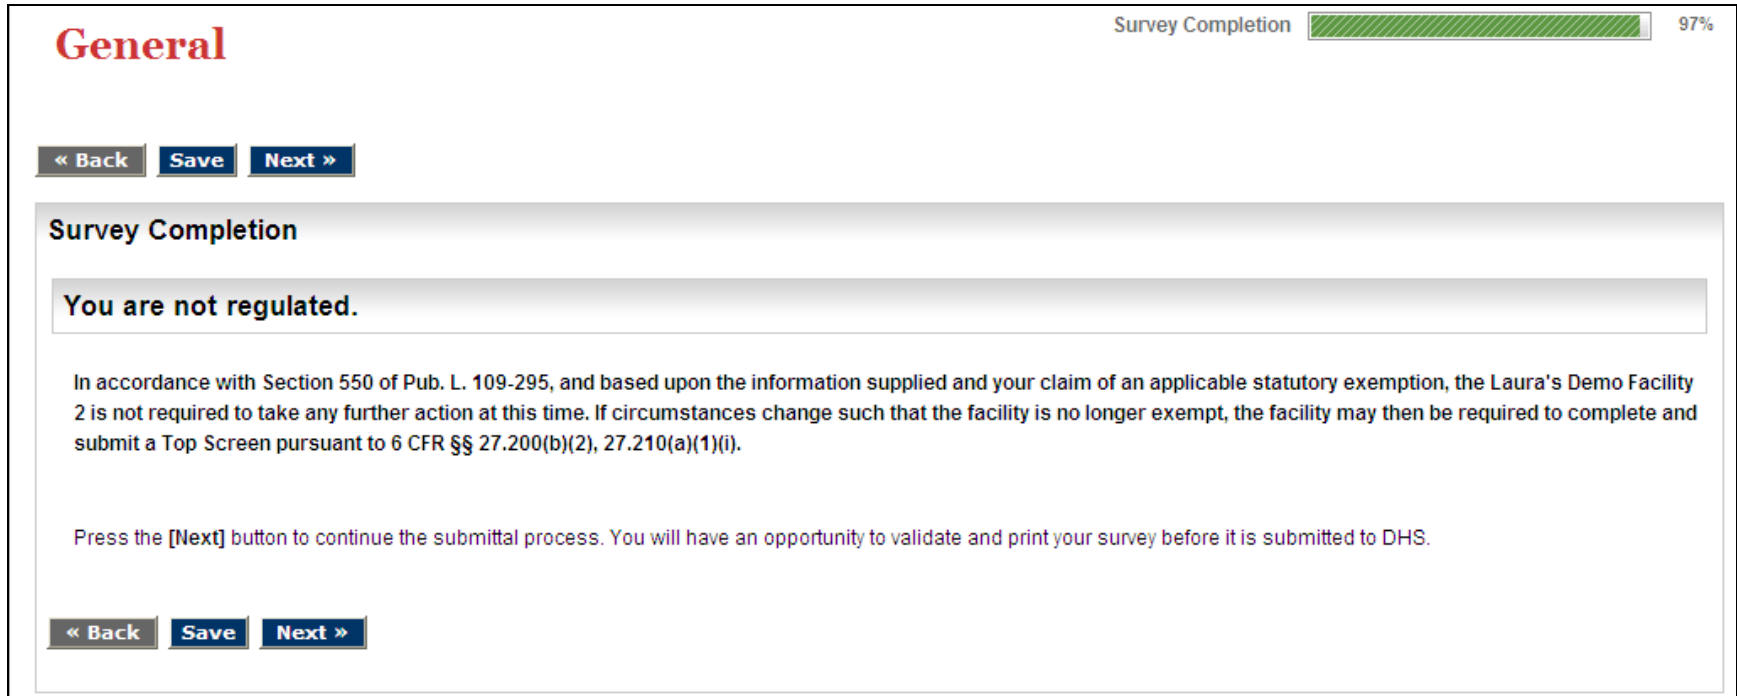 General
Survey Completion 97%
« Back Save Next »
Survey Completion
You are not regulated.
In accordance with Section 550 of Pub. L. 109-295, and based upon the information supplied and your claim of an applicable statutory exemption, the Laura's Demo Facility
2 is not required to take any further action at this time. If circumstances change such that the facility is no longer exempt, the facility may then be required to complete and
submit a Top Screen pursuant to 6 CFR §§ 27.200(b)(2), 27.210(a)(1)(i).
Press the [Next] button to continue the submittal process. You will have an opportunity to validate and print your survey before it is submitted to DHS.
« Back Save Next »